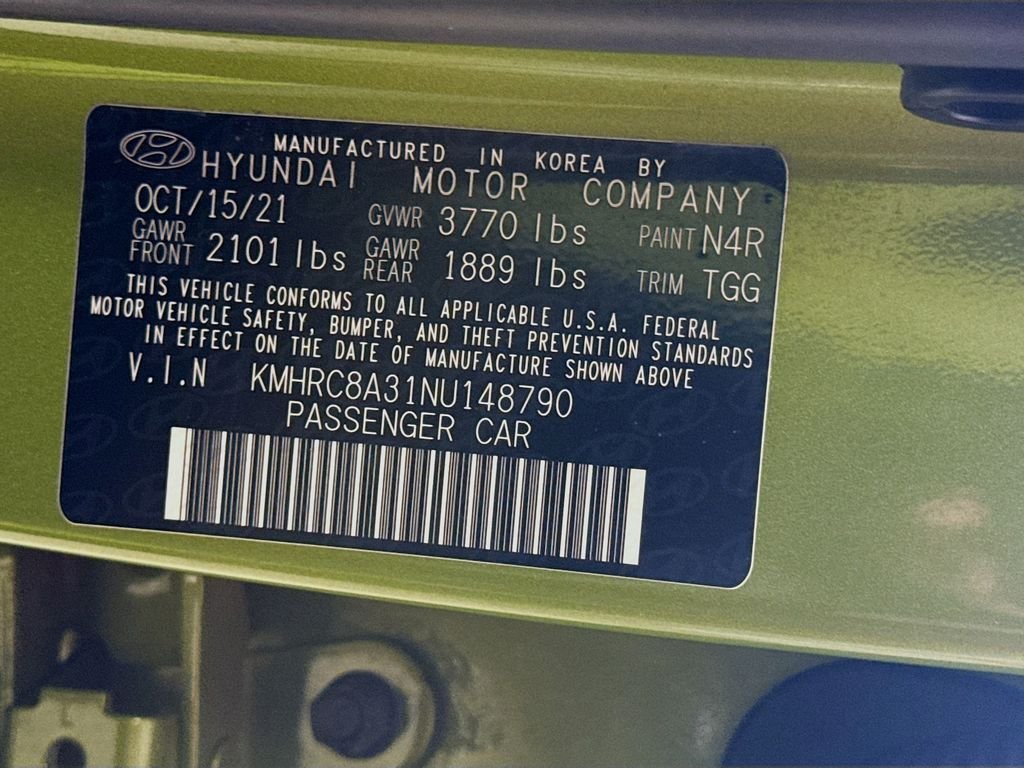 MANUFACTURED IN KOREA BY
HYUNDAI MOTOR COMPANY
OCT/15/21 GVWR 3770 lbs PAINT N4R
GAWR FRONT 2101 lbs GAWR REAR 1889 lbs TRIM TGG
THIS VEHICLE CONFORMS TO ALL APPLICABLE U.S.A. FEDERAL
MOTOR VEHICLE SAFETY, BUMPER, AND THEFT PREVENTION STANDARDS
IN EFFECT ON THE DATE OF MANUFACTURE SHOWN ABOVE
V.I.N KMHRC8A31NU148790
PASSENGER CAR